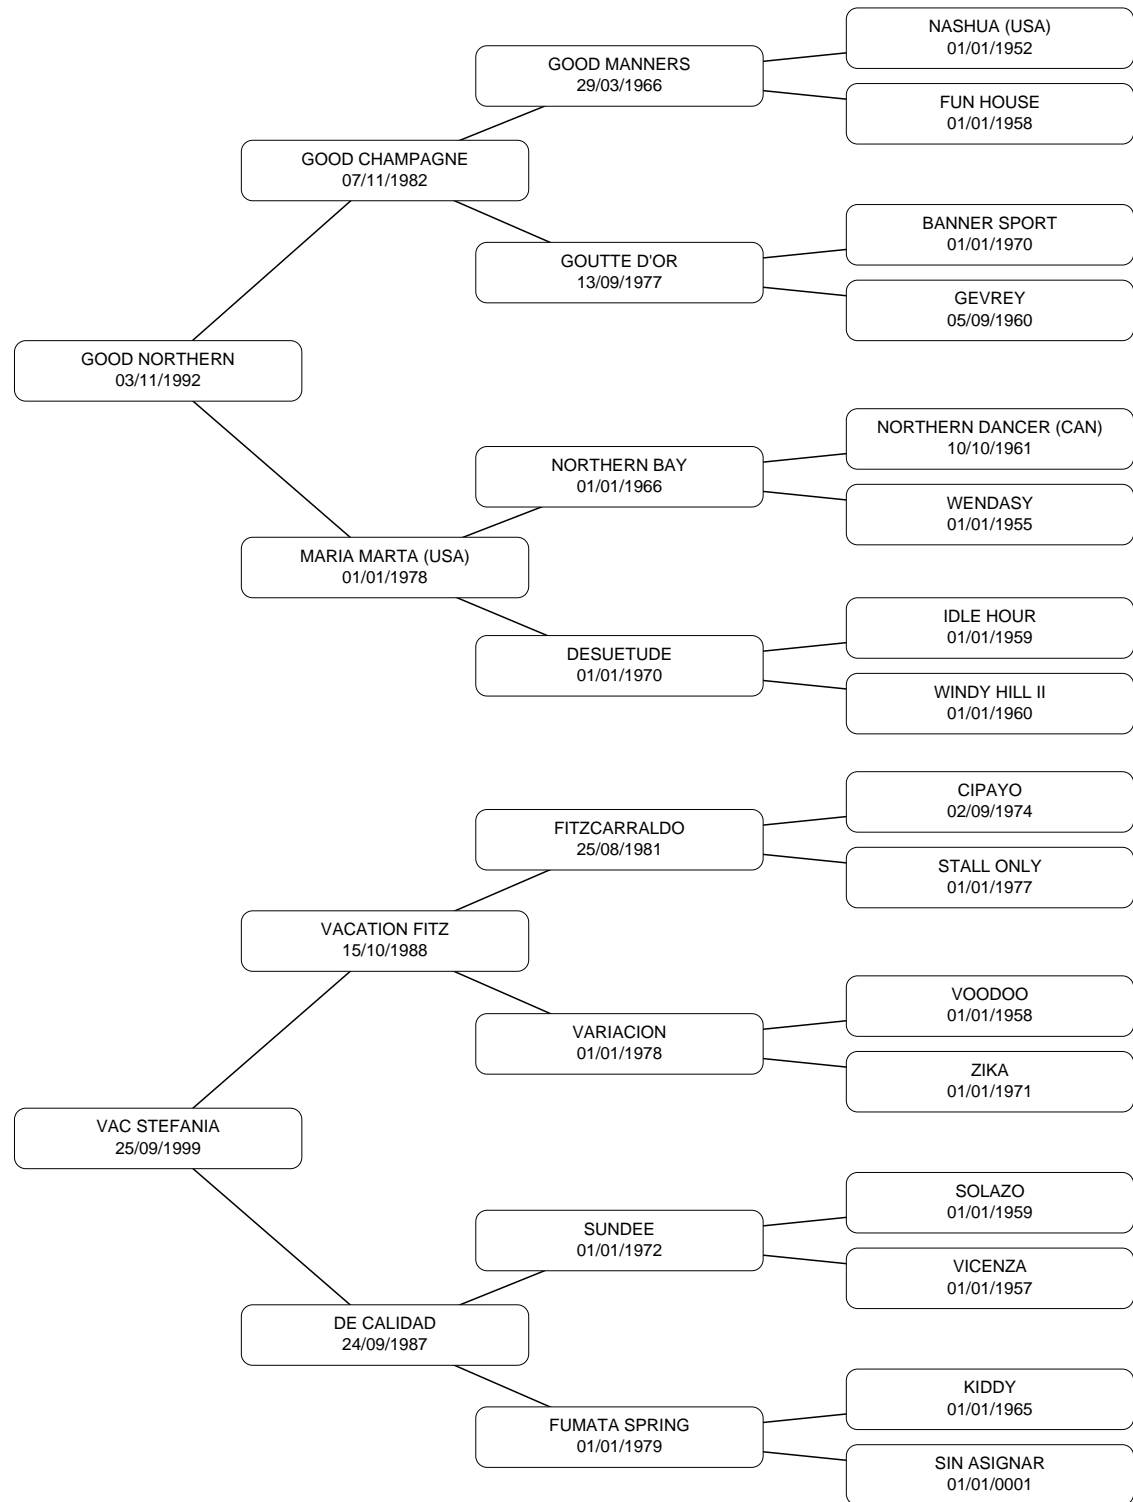 NASHUA (USA)
01/01/1952
GOOD MANNERS
29/03/1966
FUN HOUSE
01/01/1958
GOOD CHAMPAGNE
07/11/1982
BANNER SPORT
01/01/1970
GOUTTE D'OR
13/09/1977
GEVREY
05/09/1960
GOOD NORTHERN
03/11/1992
NORTHERN DANCER (CAN)
10/10/1961
NORTHERN BAY
01/01/1966
WENDASY
01/01/1955
MARIA MARTA (USA)
01/01/1978
IDLE HOUR
01/01/1959
DESUETUDE
01/01/1970
WINDY HILL II
01/01/1960
CIPAYO
02/09/1974
FITZCARRALDO
25/08/1981
STALL ONLY
01/01/1977
VACATION FITZ
15/10/1988
VOODOO
01/01/1958
VARIACION
01/01/1978
ZIKA
01/01/1971
VAC STEFANIA
25/09/1999
SOLAZO
01/01/1959
SUNDEE
01/01/1972
VICENZA
01/01/1957
DE CALIDAD
24/09/1987
KIDDY
01/01/1965
FUMATA SPRING
01/01/1979
SIN ASIGNAR
01/01/0001